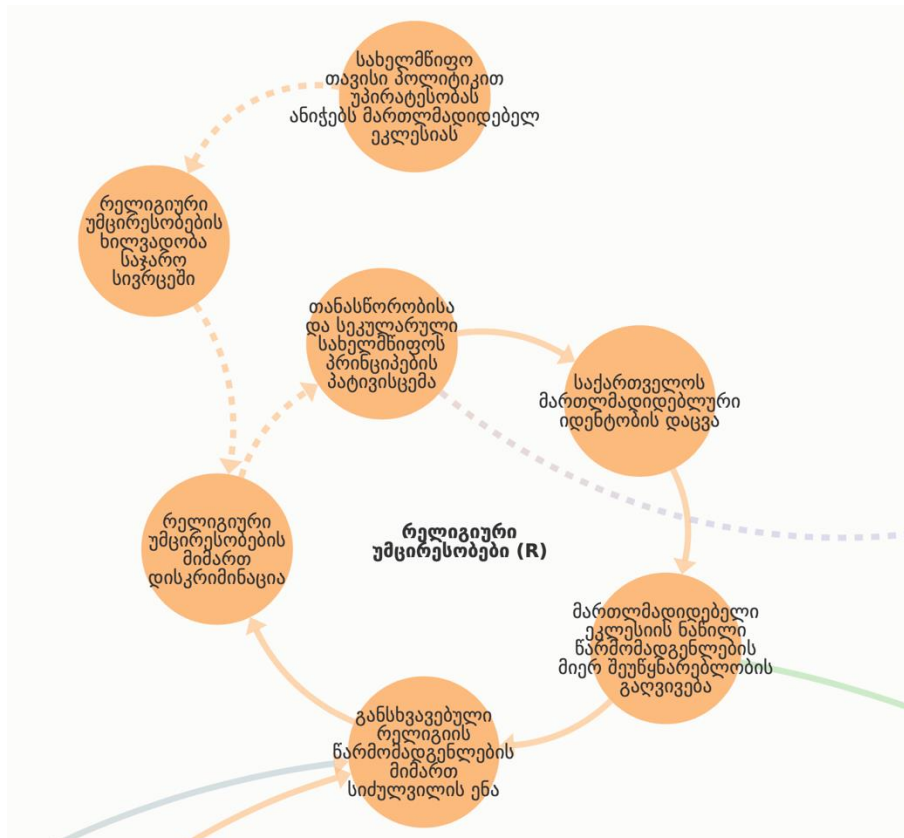 სახელმწიფო
თავისი პოლიტიკით
უპირატესობას
ანიჭებს მართლმადიდებელ
ეკლესიას
რელიგიური
უმცირესობების
ხილვადობა
საჯარო
სივრცეში
თანასწორობისა
და სეკულარული
სახელმწიფოს
პრინციპების
პატივისცემა
საქართველოს
მართლმადიდებლური
იდენტობის დაცვა
რელიგიური
უმცირესობების
მიმართ
დისკრიმინაცია
რელიგიური
უმცირესობები (R)
მართლმადიდებელი
ეკლესიის ნაწილი
წარმომადგენლების
მიერ შეუწყნარებლობის
გაღვივება
განსხვავებული
რელიგიის
წარმომადგენლების
მიმართ
სიძულვილის ენა